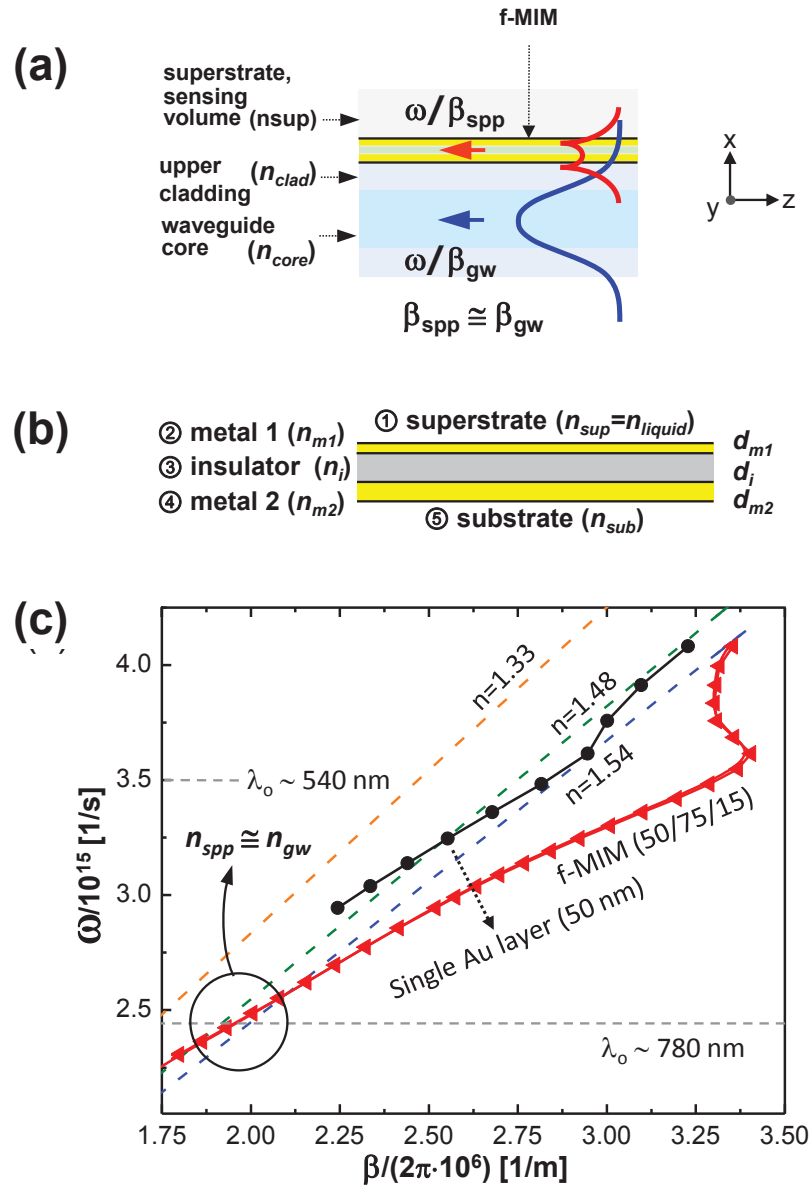 (a)
f-MIM
superstrate,
sensing
volume (nsup)
ω/βspp
upper
cladding (nclad)
waveguide
core (ncore)
ω/βgw
βspp ≅ βgw
x
y
z
(b)
② metal 1 (nm1)
① superstrate (nsup=nliquid)
dm1
③ insulator (ni)
di
④ metal 2 (nm2)
dm2
⑤ substrate (nsub)
(c)
4.0
3.5
3.0
2.5
ω/10¹⁵ [1/s]
n=1.33
n=1.48
n=1.54
λo ~ 540 nm
nspp ≅ ngw
f-MIM (50/75/15)
Single Au layer (50 nm)
λo ~ 780 nm
1.75 2.00 2.25 2.50 2.75 3.00 3.25 3.50
β/(2π·10⁶) [1/m]